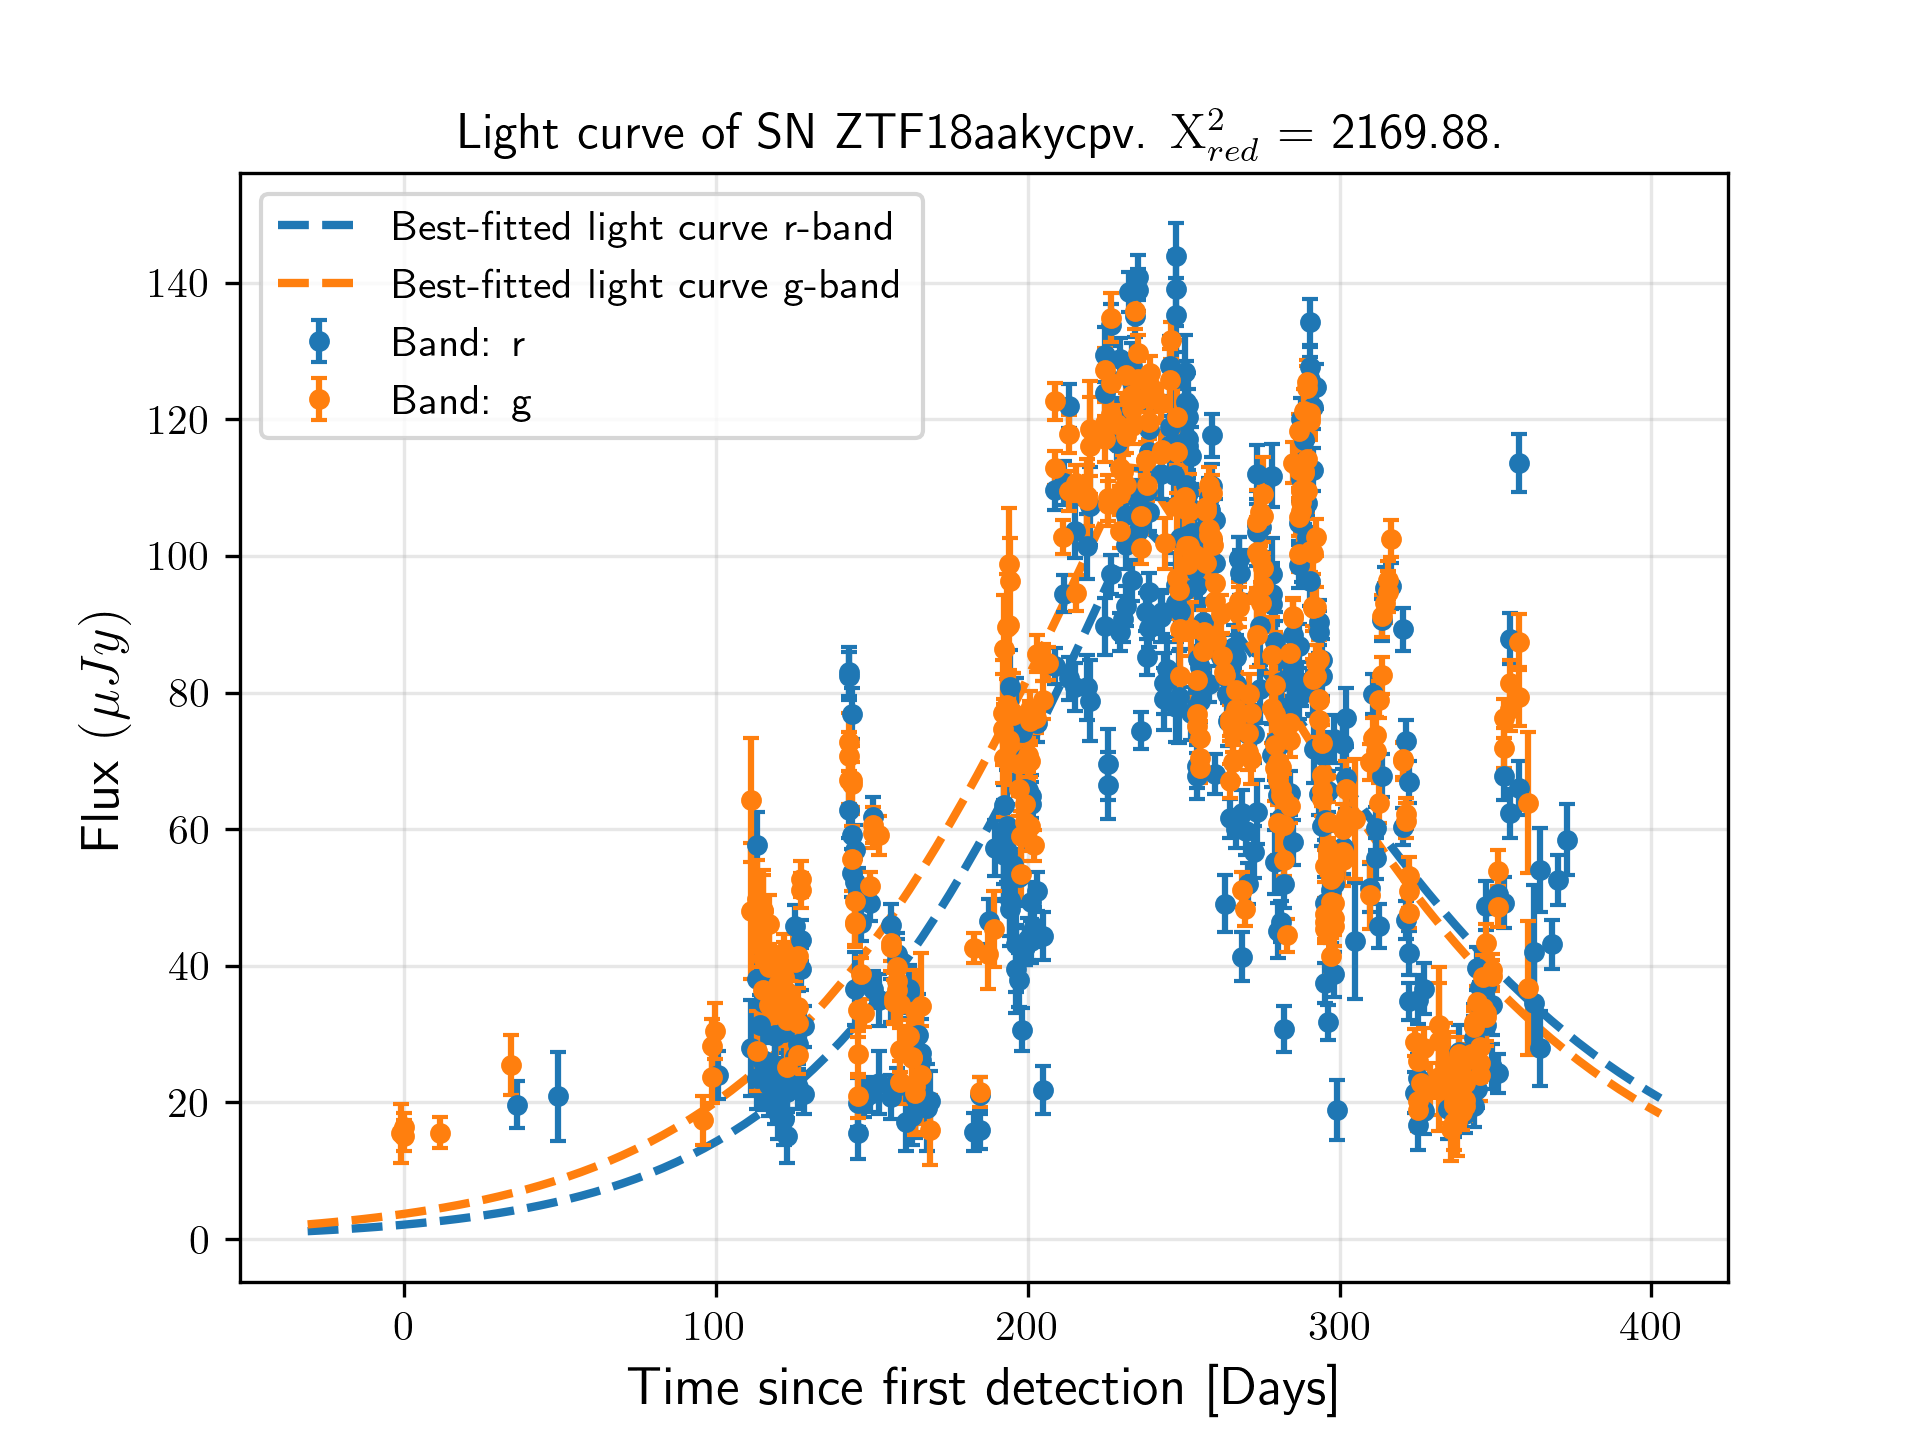 Light curve of SN ZTF18aakycpv. X²red = 2169.88.
Best-fitted light curve r-band
Best-fitted light curve g-band
Band: r
Band: g
140
120
100
80
60
40
20
0
Flux (μJy)
0 100 200 300 400
Time since first detection [Days]